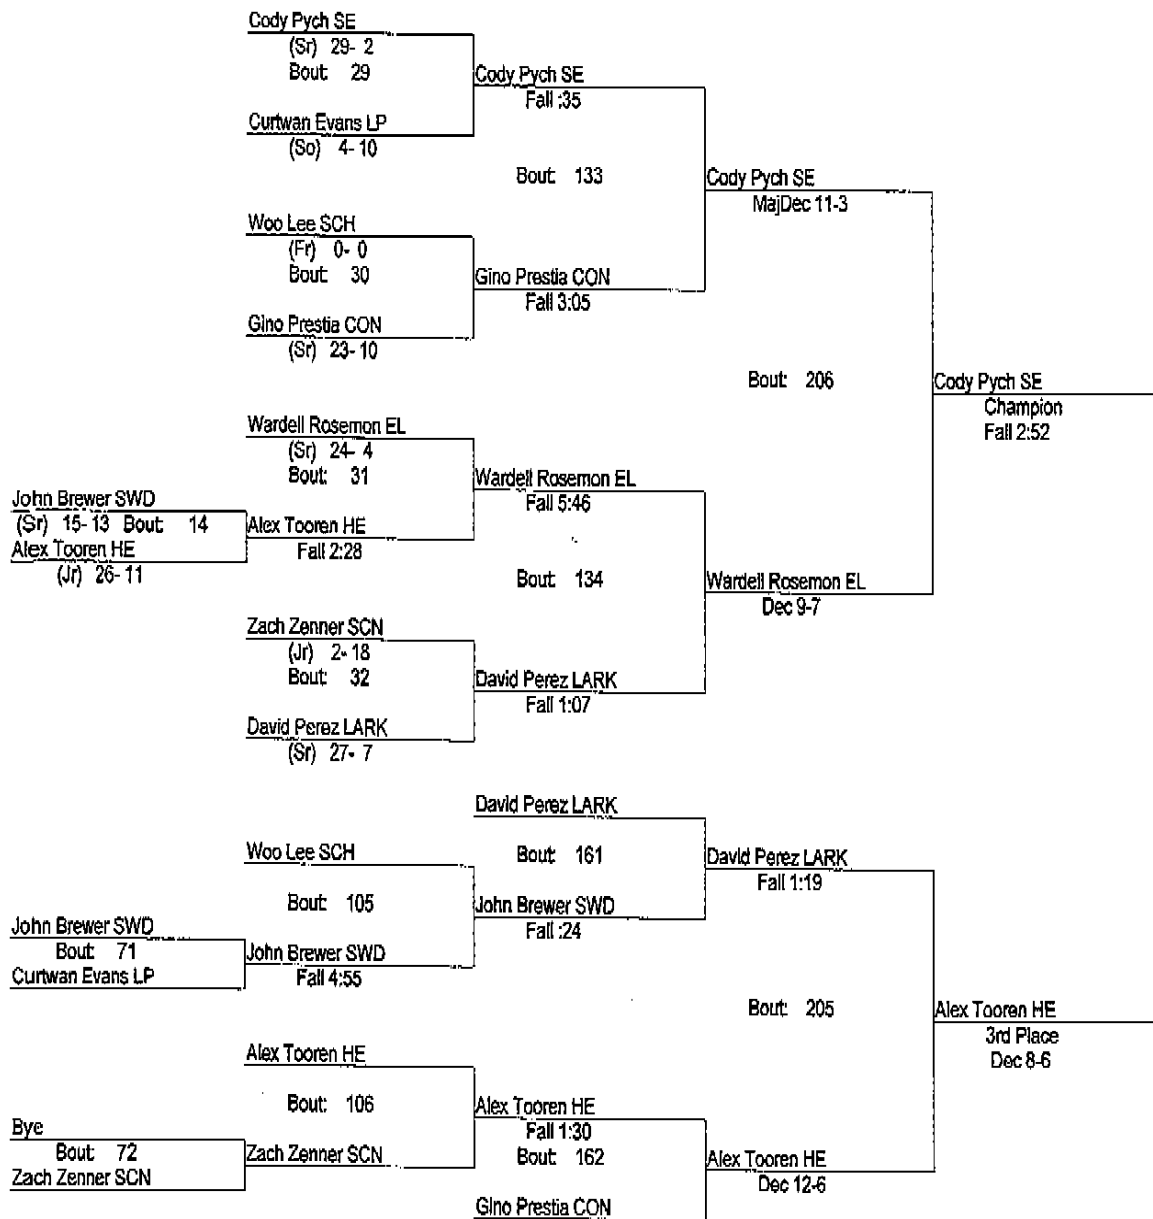 Cody Pych SE
(Sr) 29- 2
Bout: 29
Cody Pych SE
Fall :35
Curtwan Evans LP
(So) 4- 10
Bout: 133
Cody Pych SE
MajDec 11-3
Woo Lee SCH
(Fr) 0- 0
Bout: 30
Gino Prestia CON
Fall 3:05
Gino Prestia CON
(Sr) 23- 10
Bout: 206
Cody Pych SE
Champion
Fall 2:52
Wardell Rosemon EL
(Sr) 24- 4
Bout: 31
Wardell Rosemon EL
Fall 5:46
John Brewer SWD
(Sr) 15- 13 Bout: 14
Alex Tooren HE
Fall 2:28
Alex Tooren HE
(Jr) 26- 11
Bout: 134
Wardell Rosemon EL
Dec 9-7
Zach Zenner SCN
(Jr) 2- 18
Bout: 32
David Perez LARK
Fall 1:07
David Perez LARK
(Sr) 27- 7
David Perez LARK
Bout: 161
David Perez LARK
Fall 1:19
Woo Lee SCH
Bout: 105
John Brewer SWD
Fall :24
John Brewer SWD
Bout: 71
John Brewer SWD
Fall 4:55
Curtwan Evans LP
Bout: 205
Alex Tooren HE
3rd Place
Dec 8-6
Alex Tooren HE
Bout: 106
Alex Tooren HE
Fall 1:30
Bout: 162
Bye
Bout: 72
Zach Zenner SCN
Zach Zenner SCN
Alex Tooren HE
Dec 12-6
Gino Prestia CON